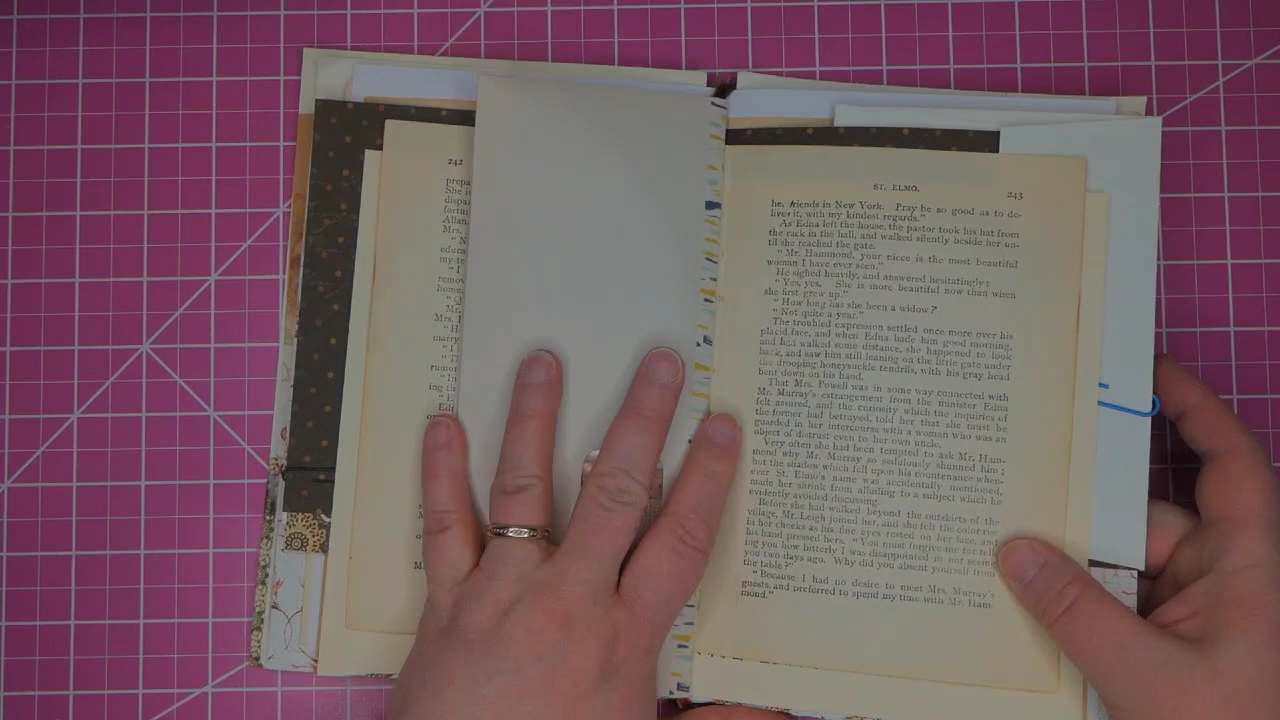 242
prepa
She i
dispa
fortur
Allan,
Mrs.
" N
educa
my te
" I
remov
home.
" Q
Mr.
Mrs. F
" H
marry
" I
" T
rumor
" In
ing th
" E
Edt
ST. ELMO.
243
her friends in New York. Pray be so good as to de-
liver it, with my kindest regards."
As Edna left the house, the pastor took his hat from
the rack in the hall, and walked silently beside her un-
til she reached the gate.
" Mr. Hammond, your niece is the most beautiful
woman I have ever seen."
He sighed heavily, and answered hesitatingly :
" Yes, yes. She is more beautiful now than when
she first grew up."
" How long has she been a widow ?"
" Not quite a year."
The troubled expression settled once more over his
placid face, and when Edna bade him good morning,
and had walked some distance, she happened to look
back, and saw him still leaning on the little gate under
the drooping honeysuckle tendrils, with his gray head
bent down on his hand.
That Mrs. Powell was in some way connected with
Mr. Murray's estrangement from the minister Edna
felt assured, and the curiosity which the inquiries of
the former had betrayed, told her that she must be
guarded in her intercourse with a woman who was an
object of distrust even to her own uncle.
Very often she had been tempted to ask Mr. Ham-
mond why Mr. Murray so sedulously shunned him ;
but the shadow which fell upon his countenance when-
ever St. Elmo's name was accidentally mentioned,
made her shrink from alluding to a subject which he
evidently avoided discussing.
Before she had walked beyond the outskirts of the
village, Mr. Leigh joined her, and she felt the color rise
in her cheeks as his fine eyes rested on her face, and
his hand pressed hers. " You must forgive me for tell-
ing you how bitterly I was disappointed in not seeing
you two days ago. Why did you absent yourself from
the table ?"
" Because I had no desire to meet Mrs. Murray's
guests, and preferred to spend my time with Mr. Ham-
mond."